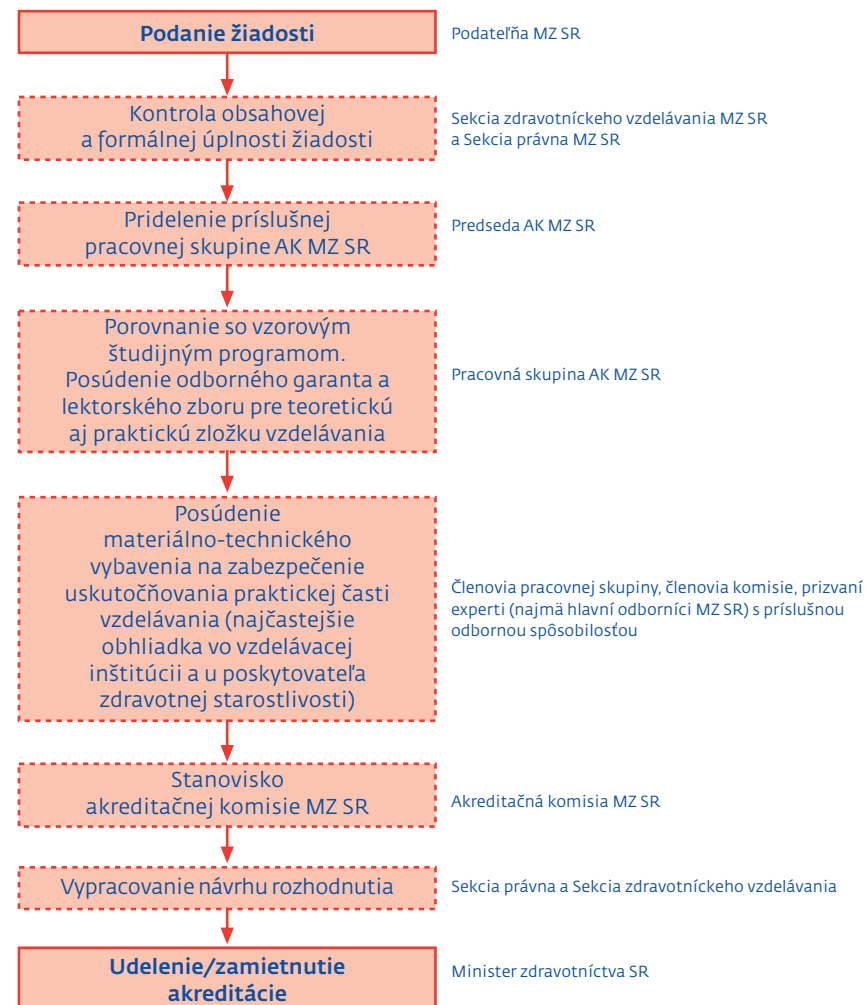 Podanie žiadosti
Podateľňa MZ SR
Kontrola obsahovej
a formálnej úplnosti žiadosti
Sekcia zdravotníckeho vzdelávania MZ SR
a Sekcia právna MZ SR
Pridelenie príslušnej
pracovnej skupine AK MZ SR
Predseda AK MZ SR
Porovnanie so vzorovým
študijným programom.
Posúdenie odborného garanta a
lektorského zboru pre teoretickú
aj praktickú zložku vzdelávania
Pracovná skupina AK MZ SR
Posúdenie
materiálno-technického
vybavenia na zabezpečenie
uskutočňovania praktickej časti
vzdelávania (najčastejšie
obhliadka vo vzdelávacej
inštitúcii a u poskytovateľa
zdravotnej starostlivosti)
Členovia pracovnej skupiny, členovia komisie, prizvaní
experti (najmä hlavní odborníci MZ SR) s príslušnou
odbornou spôsobilosťou
Stanovisko
akreditačnej komisie MZ SR
Akreditačná komisia MZ SR
Vypracovanie návrhu rozhodnutia
Sekcia právna a Sekcia zdravotníckeho vzdelávania
Udelenie/zamietnutie
akreditácie
Minister zdravotníctva SR